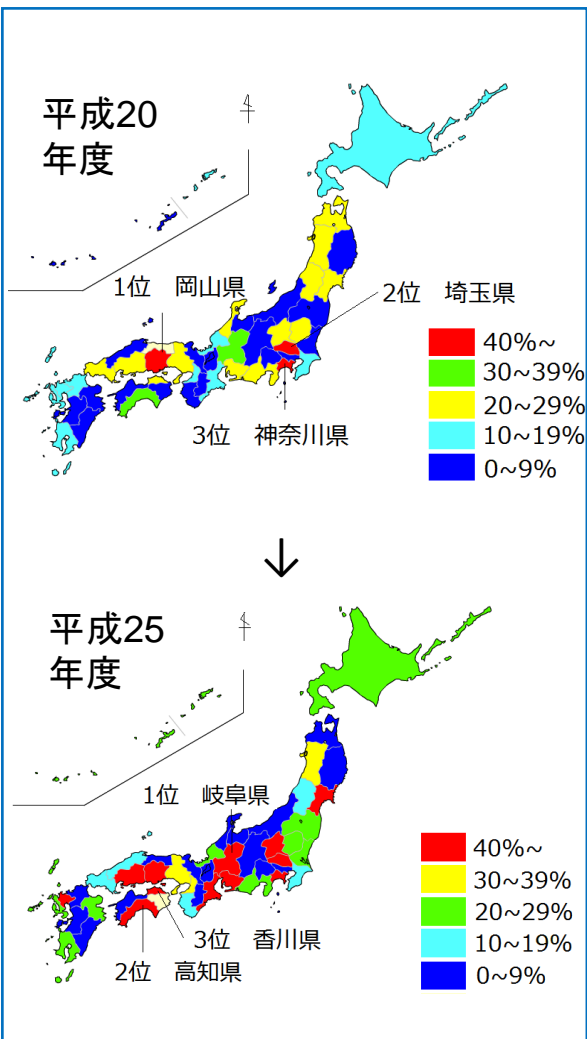 平成20
年度
1位 岡山県
2位 埼玉県
3位 神奈川県
40%~
30~39%
20~29%
10~19%
0~9%
↓
平成25
年度
1位 岐阜県
3位 香川県
2位 高知県
40%~
30~39%
20~29%
10~19%
0~9%